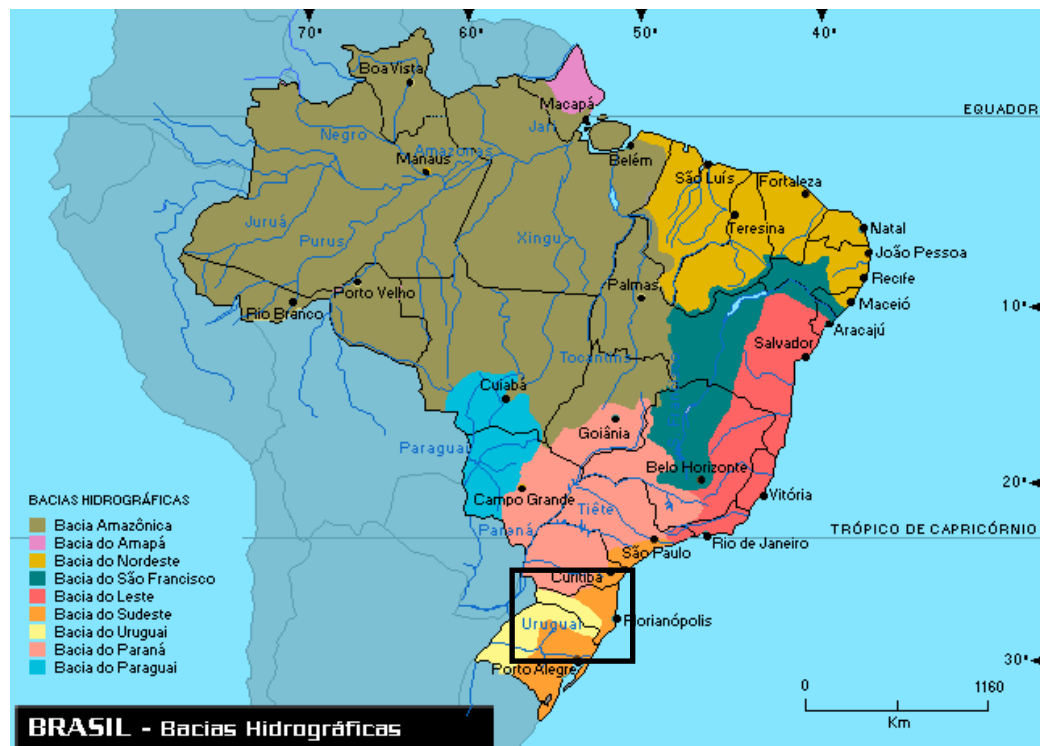 70°
60°
50°
40°
Boa Vista
Macapá
EQUADOR
Negro
Jari
Amazonas
Manaus
Belém
São Luís
Fortaleza
Juruá
Purus
Xingu
Teresina
Natal
João Pessoa
Porto Velho
Palmas
Recife
Rio Branco
Maceió
10°
Aracajú
Salvador
Tocantins
Cuiabá
Goiânia
Paraguai
Belo Horizonte
20°
Campo Grande
Vitória
Tiête
Paraná
TRÓPICO DE CAPRICÓRNIO
São Paulo
Rio de Janeiro
Curitiba
Florianópolis
Uruguai
Porto Alegre
30°
BACIAS HIDROGRÁFICAS
Bacia Amazônica
Bacia do Amapá
Bacia do Nordeste
Bacia do São Francisco
Bacia do Leste
Bacia do Sudeste
Bacia do Uruguai
Bacia do Paraná
Bacia do Paraguai
0 1160
Km
BRASIL - Bacias Hidrográficas